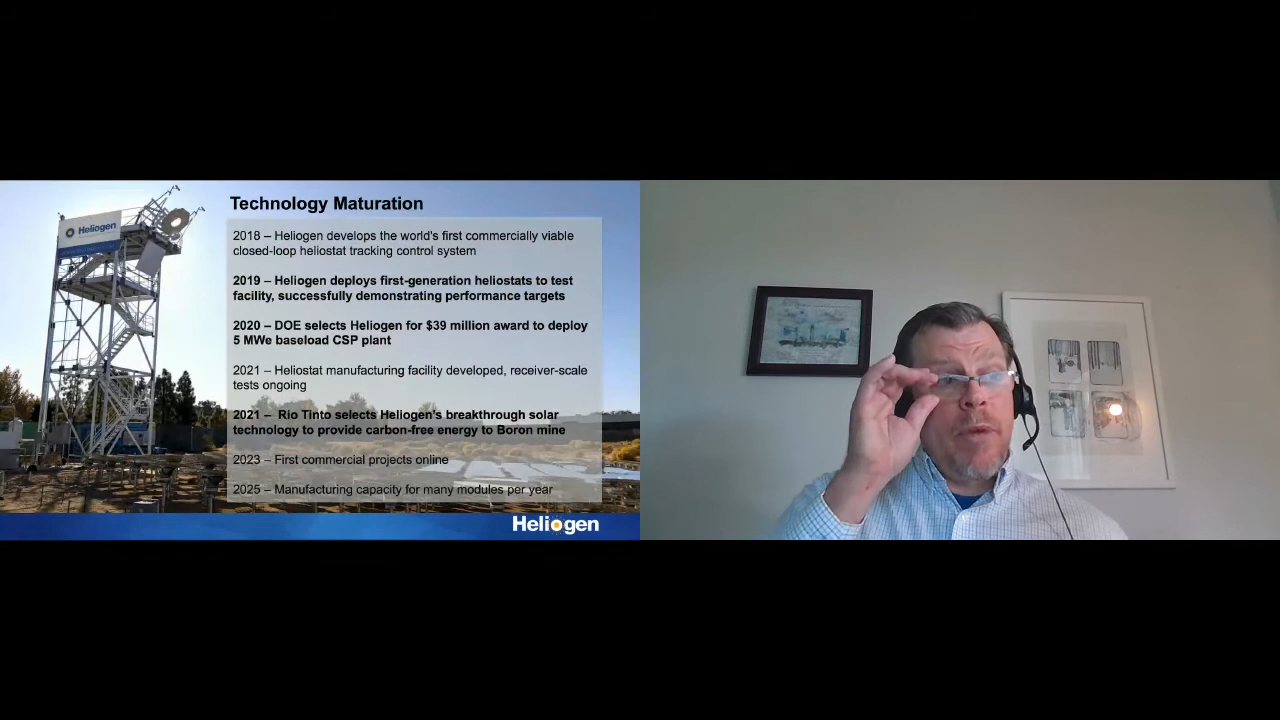 Technology Maturation
2018 – Heliogen develops the world's first commercially viable
closed-loop heliostat tracking control system
2019 – Heliogen deploys first-generation heliostats to test
facility, successfully demonstrating performance targets
2020 – DOE selects Heliogen for $39 million award to deploy
5 MWe baseload CSP plant
2021 – Heliostat manufacturing facility developed, receiver-scale
tests ongoing
2021 – Rio Tinto selects Heliogen's breakthrough solar
technology to provide carbon-free energy to Boron mine
2023 – First commercial projects online
2025 – Manufacturing capacity for many modules per year
Heliogen
Heliogen